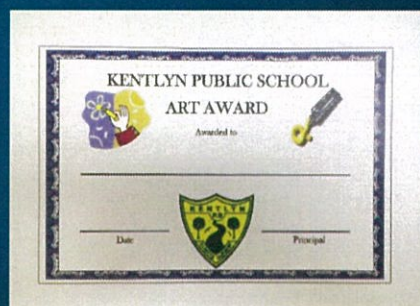 KENTLYN PUBLIC SCHOOL
ART AWARD
Awarded to
KENTLYN
P.S.
Date
Principal